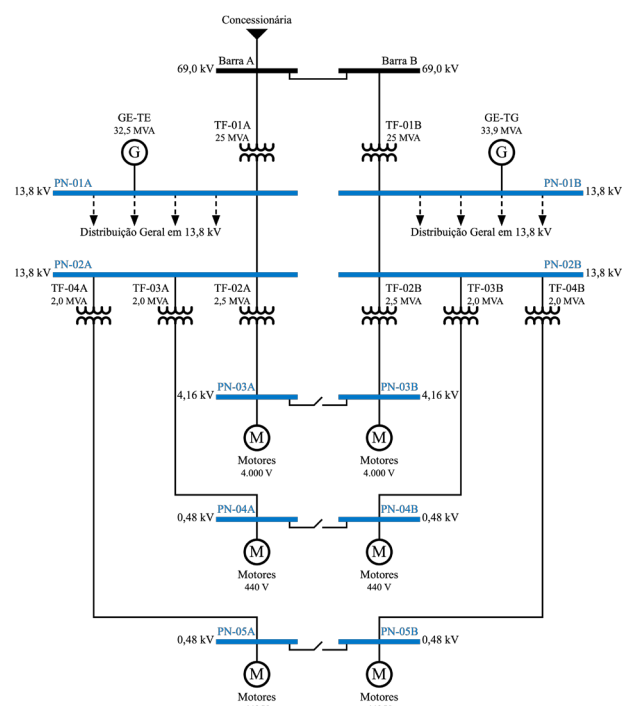 Concessionária
Barra A
Barra B
69,0 kV
69,0 kV
GE-TE
32,5 MVA
G
TF-01A
25 MVA
TF-01B
25 MVA
GE-TG
33,9 MVA
G
13,8 kV
PN-01A
PN-01B
13,8 kV
Distribuição Geral em 13,8 kV
Distribuição Geral em 13,8 kV
13,8 kV
PN-02A
PN-02B
13,8 kV
TF-04A
2,0 MVA
TF-03A
2,0 MVA
TF-02A
2,5 MVA
TF-02B
2,5 MVA
TF-03B
2,0 MVA
TF-04B
2,0 MVA
4,16 kV
PN-03A
PN-03B
4,16 kV
M
M
Motores
4.000 V
Motores
4.000 V
0,48 kV
PN-04A
PN-04B
0,48 kV
M
M
Motores
440 V
Motores
440 V
0,48 kV
PN-05A
PN-05B
0,48 kV
M
M
Motores
Motores